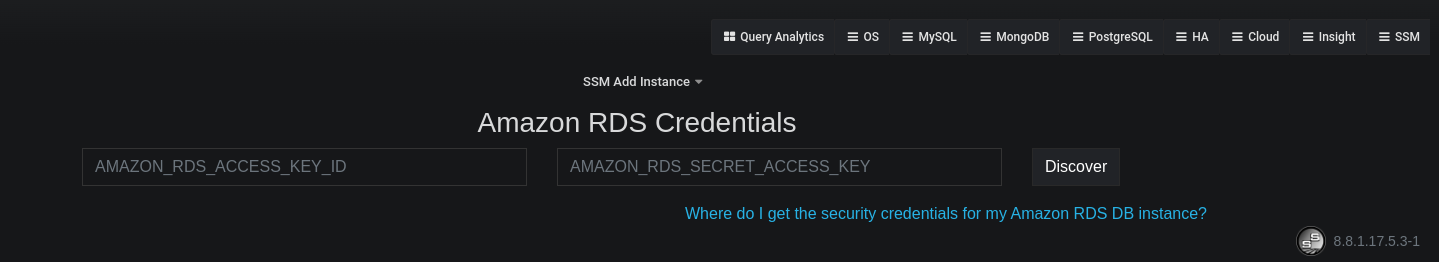 Query Analytics OS MySQL MongoDB PostgreSQL HA Cloud Insight SSM
SSM Add Instance
Amazon RDS Credentials
AMAZON_RDS_ACCESS_KEY_ID AMAZON_RDS_SECRET_ACCESS_KEY Discover
Where do I get the security credentials for my Amazon RDS DB instance?
SS 8.8.1.17.5.3-1